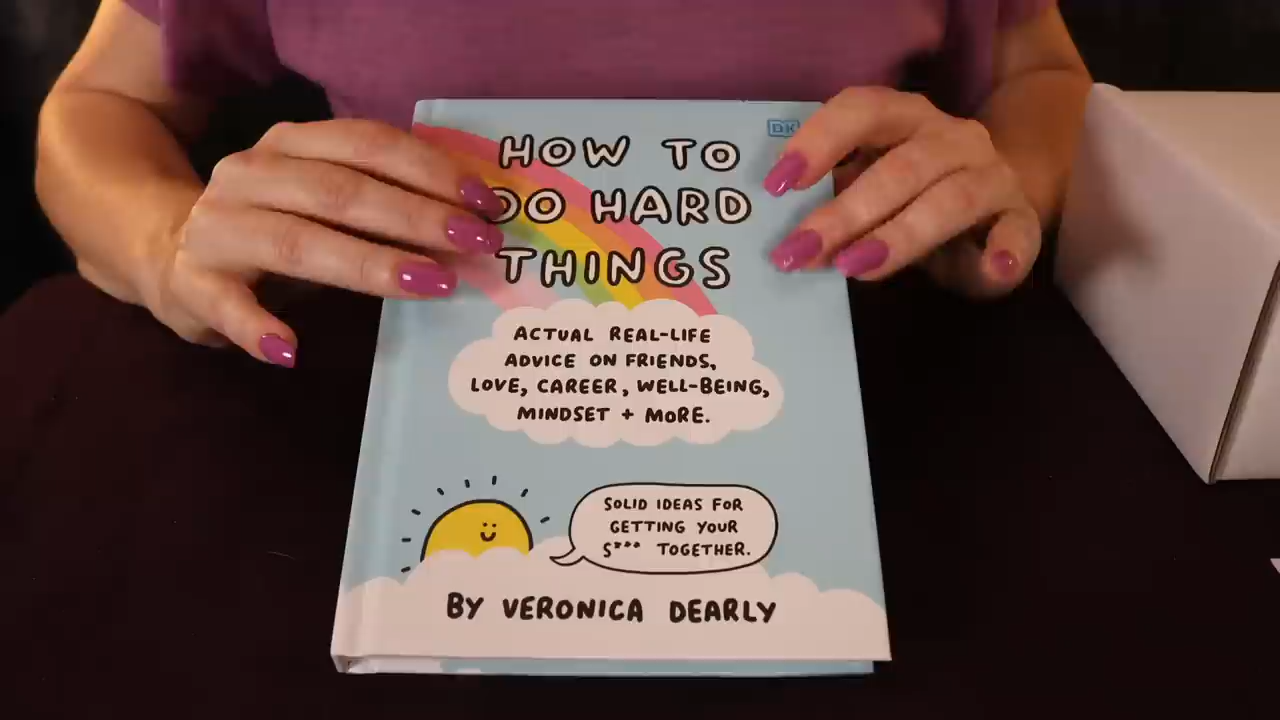 DK
HOW TO
DO HARD
THINGS
ACTUAL REAL-LIFE
ADVICE ON FRIENDS,
LOVE, CAREER, WELL-BEING,
MINDSET + MORE.
SOLID IDEAS FOR
GETTING YOUR
S*** TOGETHER.
BY VERONICA DEARLY